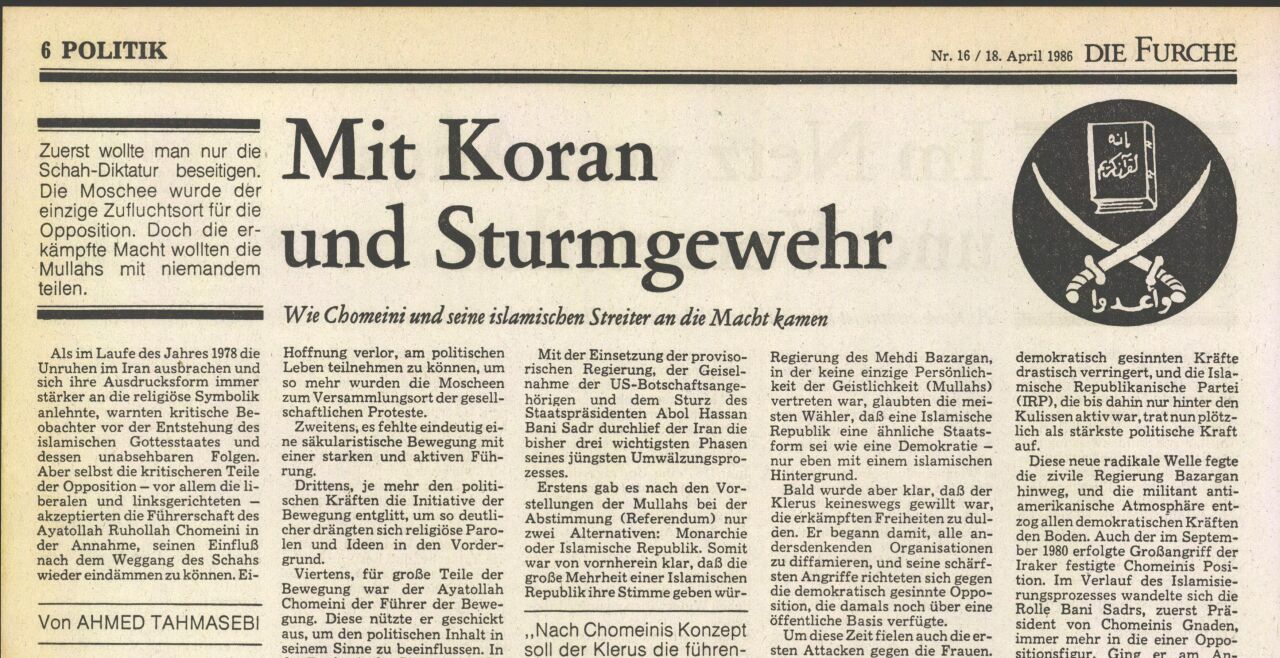 6 POLITIK
Nr. 16 / 18. April 1986 DIE FURCHE
Zuerst wollte man nur die
Schah-Diktatur beseitigen.
Die Moschee wurde der
einzige Zufluchtsort für die
Opposition. Doch die er-
kämpfte Macht wollten die
Mullahs mit niemandem
teilen.
Mit Koran
und Sturmgewehr
Wie Chomeini und seine islamischen Streiter an die Macht kamen
وأعدوا
Als im Laufe des Jahres 1978 die
Unruhen im Iran ausbrachen und
sich ihre Ausdrucksform immer
stärker an die religiöse Symbolik
anlehnte, warnten kritische Be-
obachter vor der Entstehung des
islamischen Gottesstaates und
dessen unabsehbaren Folgen.
Aber selbst die kritischeren Teile
der Opposition – vor allem die li-
beralen und linksgerichteten –
akzeptierten die Führerschaft des
Ayatollah Ruhollah Chomeini in
der Annahme, seinen Einfluß
nach dem Weggang des Schahs
wieder eindämmen zu können. Ei-
Von AHMED TAHMASEBI
Hoffnung verlor, am politischen
Leben teilnehmen zu können, um
so mehr wurden die Moscheen
zum Versammlungsort der gesell-
schaftlichen Proteste.
Zweitens, es fehlte eindeutig ei-
ne säkularistische Bewegung mit
einer starken und aktiven Füh-
rung.
Drittens, je mehr den politi-
schen Kräften die Initiative der
Bewegung entglitt, um so deutli-
cher drängten sich religiöse Paro-
len und Ideen in den Vorder-
grund.
Viertens, für große Teile der
Bewegung war der Ayatollah
Chomeini der Führer der Bewe-
gung. Diese nützte er geschickt
aus, um den politischen Inhalt in
seinem Sinne zu beeinflussen. In
Mit der Einsetzung der proviso-
rischen Regierung, der Geisel-
nahme der US-Botschaftsange-
hörigen und dem Sturz des
Staatspräsidenten Abol Hassan
Bani Sadr durchlief der Iran die
bisher drei wichtigsten Phasen
seines jüngsten Umwälzungspro-
zesses.
Erstens gab es nach den Vor-
stellungen der Mullahs bei der
Abstimmung (Referendum) nur
zwei Alternativen: Monarchie
oder Islamische Republik. Somit
war von vornherein klar, daß die
große Mehrheit einer Islamischen
Republik ihre Stimme geben wür-
„Nach Chomeinis Konzept
soll der Klerus die führen-
Regierung des Mehdi Bazargan,
in der keine einzige Persönlich-
keit der Geistlichkeit (Mullahs)
vertreten war, glaubten die mei-
sten Wähler, daß eine Islamische
Republik eine ähnliche Staats-
form sei wie eine Demokratie –
nur eben mit einem islamischen
Hintergrund.
Bald wurde aber klar, daß der
Klerus keineswegs gewillt war,
die erkämpften Freiheiten zu dul-
den. Er begann damit, alle an-
dersdenkenden Organisationen
zu diffamieren, und seine schärf-
sten Angriffe richteten sich gegen
die demokratisch gesinnte Oppo-
sition, die damals noch über eine
öffentliche Basis verfügte.
Um diese Zeit fielen auch die er-
sten Attacken gegen die Frauen.
demokratisch gesinnten Kräfte
drastisch verringert, und die Isla-
mische Republikanische Partei
(IRP), die bis dahin nur hinter den
Kulissen aktiv war, trat nun plötz-
lich als stärkste politische Kraft
auf.
Diese neue radikale Welle fegte
die zivile Regierung Bazargan
hinweg, und die militant anti-
amerikanische Atmosphäre ent-
zog allen demokratischen Kräften
den Boden. Auch der im Septem-
ber 1980 erfolgte Großangriff der
Iraker festigte Chomeinis Posi-
tion. Im Verlauf des Islamisie-
rungsprozesses wandelte sich die
Rolle Bani Sadrs, zuerst Prä-
sident von Chomeinis Gnaden,
immer mehr in die einer Oppo-
sitionsfigur. Ging er am An-